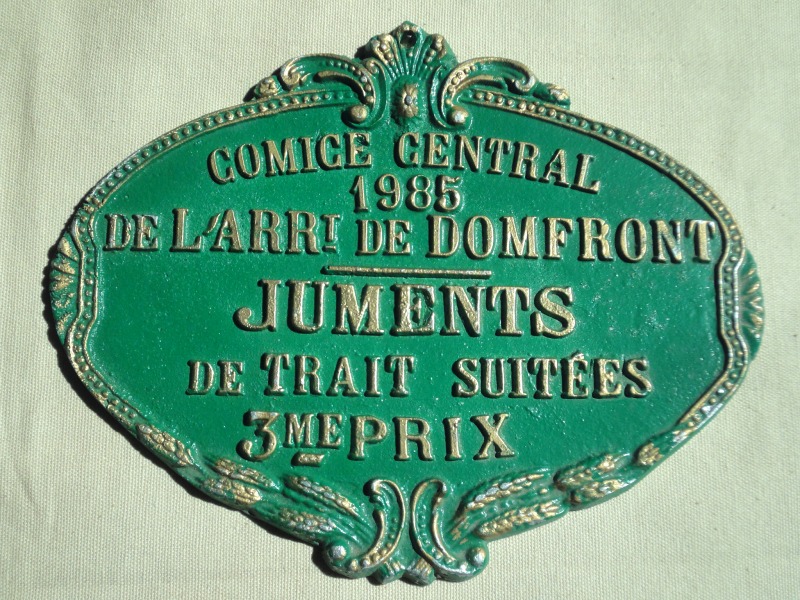 COMICE CENTRAL
1985
DE L'ARRT DE DOMFRONT
JUMENTS
DE TRAIT SUITÉES
3ME PRIX